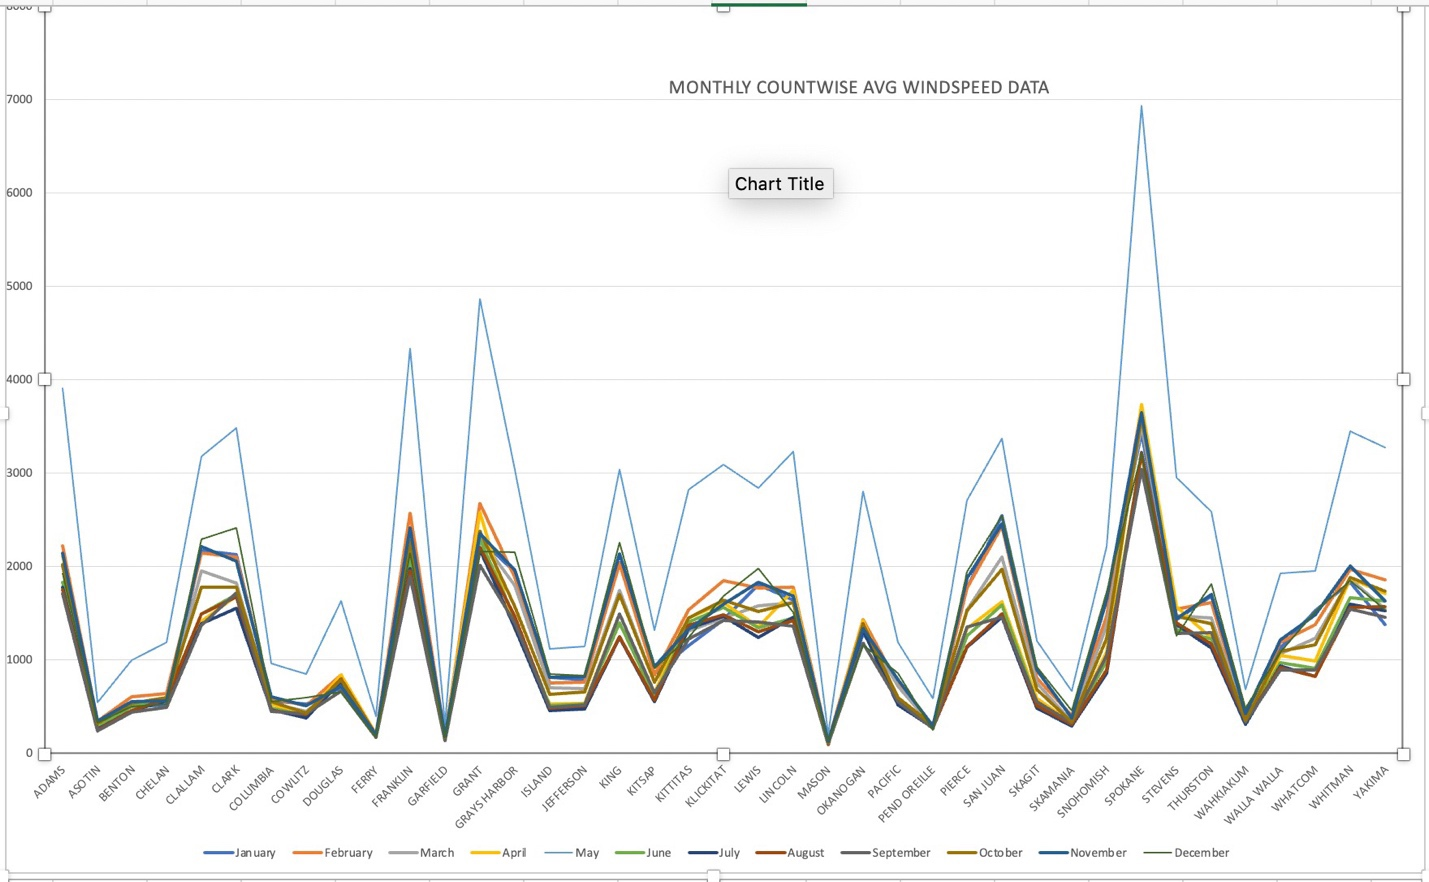 8000
MONTHLY COUNTWISE AVG WINDSPEED DATA
7000
Chart Title
6000
5000
4000
3000
2000
1000
0
ADAMS
ASOTIN
BENTON
CHELAN
CLALLAM
CLARK
COLUMBIA
COWLITZ
DOUGLAS
FERRY
FRANKLIN
GARFIELD
GRANT
GRAYS HARBOR
ISLAND
JEFFERSON
KING
KITSAP
KITTITAS
KLICKITAT
LEWIS
LINCOLN
MASON
OKANOGAN
PACIFIC
PEND OREILLE
PIERCE
SAN JUAN
SKAGIT
SKAMANIA
SNOHOMISH
SPOKANE
STEVENS
THURSTON
WAHKIAKUM
WALLA WALLA
WHATCOM
WHITMAN
YAKIMA
January February March April May June July August September October November December